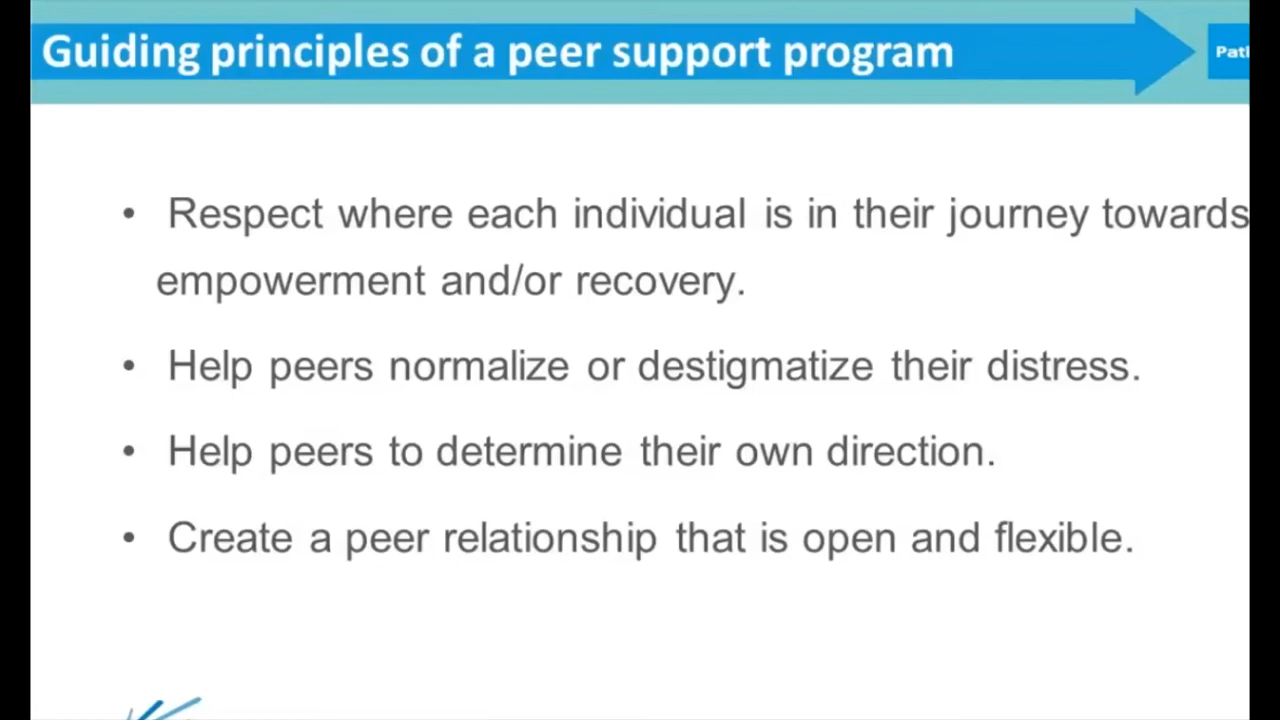 Guiding principles of a peer support program
• Respect where each individual is in their journey towards
empowerment and/or recovery.
• Help peers normalize or destigmatize their distress.
• Help peers to determine their own direction.
• Create a peer relationship that is open and flexible.